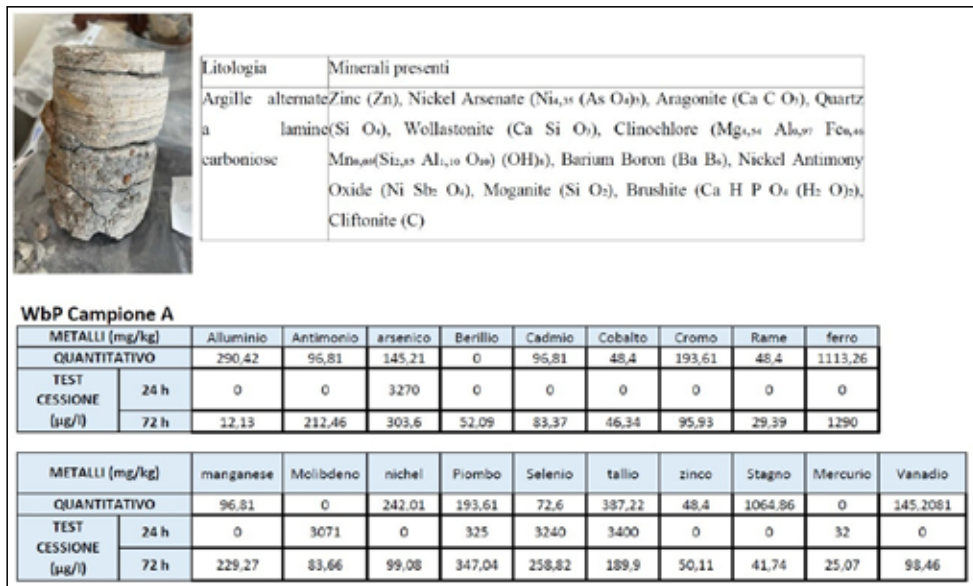 Litologia Minerali presenti
Argille alternate Zinc (Zn), Nickel Arsenate (Ni₄,₃₅ (As O₄)₃), Aragonite (Ca C O₃), Quartz
a lamine (Si O₄), Wollastonite (Ca Si O₃), Clinochlore (Mg₄,₅₄ Al₀,₉₇ Fe₀,₄₆
carboniose Mn₀,₀₀(Si₂,₈₅ Al₁,₁₀ O₁₀) (OH)₈), Barium Boron (Ba B₆), Nickel Antimony
Oxide (Ni Sb₂ O₄), Moganite (Si O₂), Brushite (Ca H P O₄ (H₂ O)₂),
Cliftonite (C)
WbP Campione A
METALLI (mg/kg) Alluminio Antimonio arsenico Berillio Cadmio Cobalto Cromo Rame ferro
QUANTITATIVO 290,42 96,81 145,21 0 96,81 48,4 193,61 48,4 1113,26
TEST CESSIONE (µg/l) 24 h 0 0 3270 0 0 0 0 0 0
72 h 12,13 212,46 303,6 52,09 83,37 46,34 95,93 29,39 1290
METALLI (mg/kg) manganese Molibdeno nichel Piombo Selenio tallio zinco Stagno Mercurio Vanadio
QUANTITATIVO 96,81 0 242,01 193,61 72,6 387,22 48,4 1064,86 0 145,2081
TEST CESSIONE (µg/l) 24 h 0 3071 0 325 3240 3400 0 0 32 0
72 h 229,27 83,66 99,08 347,04 258,82 189,9 50,11 41,74 25,07 98,46